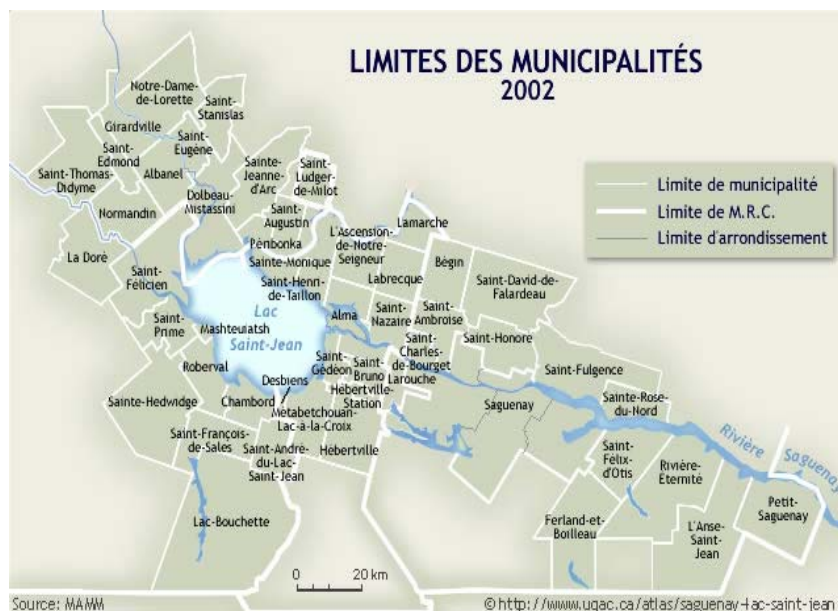 LIMITES DES MUNICIPALITÉS
2002
Limite de municipalité
Limite de M.R.C.
Limite d'arrondissement
Notre-Dame-
de-Lorette
Saint-
Stanislas
Girardville
Saint-
Edmond
Saint-
Eugène
Albanel
Saint-Thomas-
Didyme
Normandin
Dolbeau-
Mistassini
Sainte-
Jeanne-
d'Arc
Saint-
Ludger-
de-Milot
Saint-
Augustin
Péribonka
Sainte-Monique
L'Ascension-
de-Notre-
Seigneur
Lamarche
La Doré
Saint-
Félicien
Saint-Henri-
de-Taillon
Labrecque
Bégin
Saint-David-de-
Falardeau
Lac
Saint-Jean
Saint-
Prime
Mashteuiatsh
Alma
Saint-
Nazaire
Saint-
Ambroise
Saint-Honore
Saint-
Charles-
de-Bourget
Larouche
Saint-Fulgence
Roberval
Saint-
Gédéon
Saint-
Bruno
Hébertville-
Station
Desbiens
Sainte-Hedwidge
Chambord
Métabetchouan-
Lac-à-la-Croix
Saguenay
Sainte-Rose-
du-Nord
Saint-François-
de-Sales
Saint-André-
du-Lac-
Saint-Jean
Hébertville
Saint-
Félix-
d'Otis
Rivière-
Éternité
Rivière
Saguenay
Lac-Bouchette
Ferland-et-
Boilleau
L'Anse-
Saint-
Jean
Petit-
Saguenay
0 20 km
Source: MAMM
©http://www.uqac.ca/atlas/saguenay-lac-saint-jean